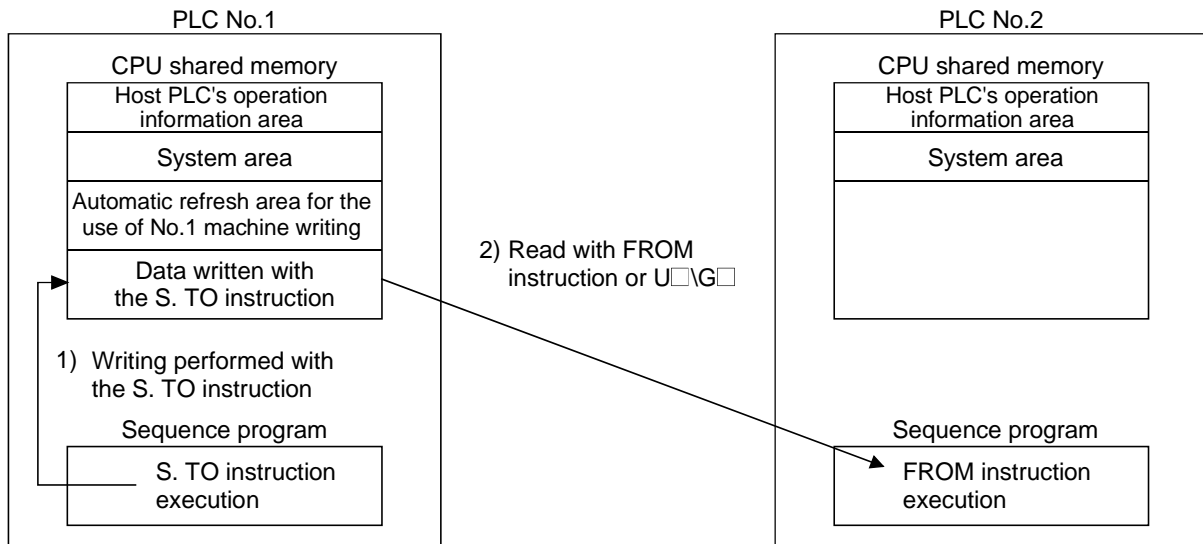 PLC No.1
CPU shared memory
Host PLC's operation
information area
System area
Automatic refresh area for the
use of No.1 machine writing
Data written with
the S. TO instruction
1) Writing performed with
the S. TO instruction
Sequence program
S. TO instruction
execution
2) Read with FROM
instruction or U□\G□
PLC No.2
CPU shared memory
Host PLC's operation
information area
System area
Sequence program
FROM instruction
execution